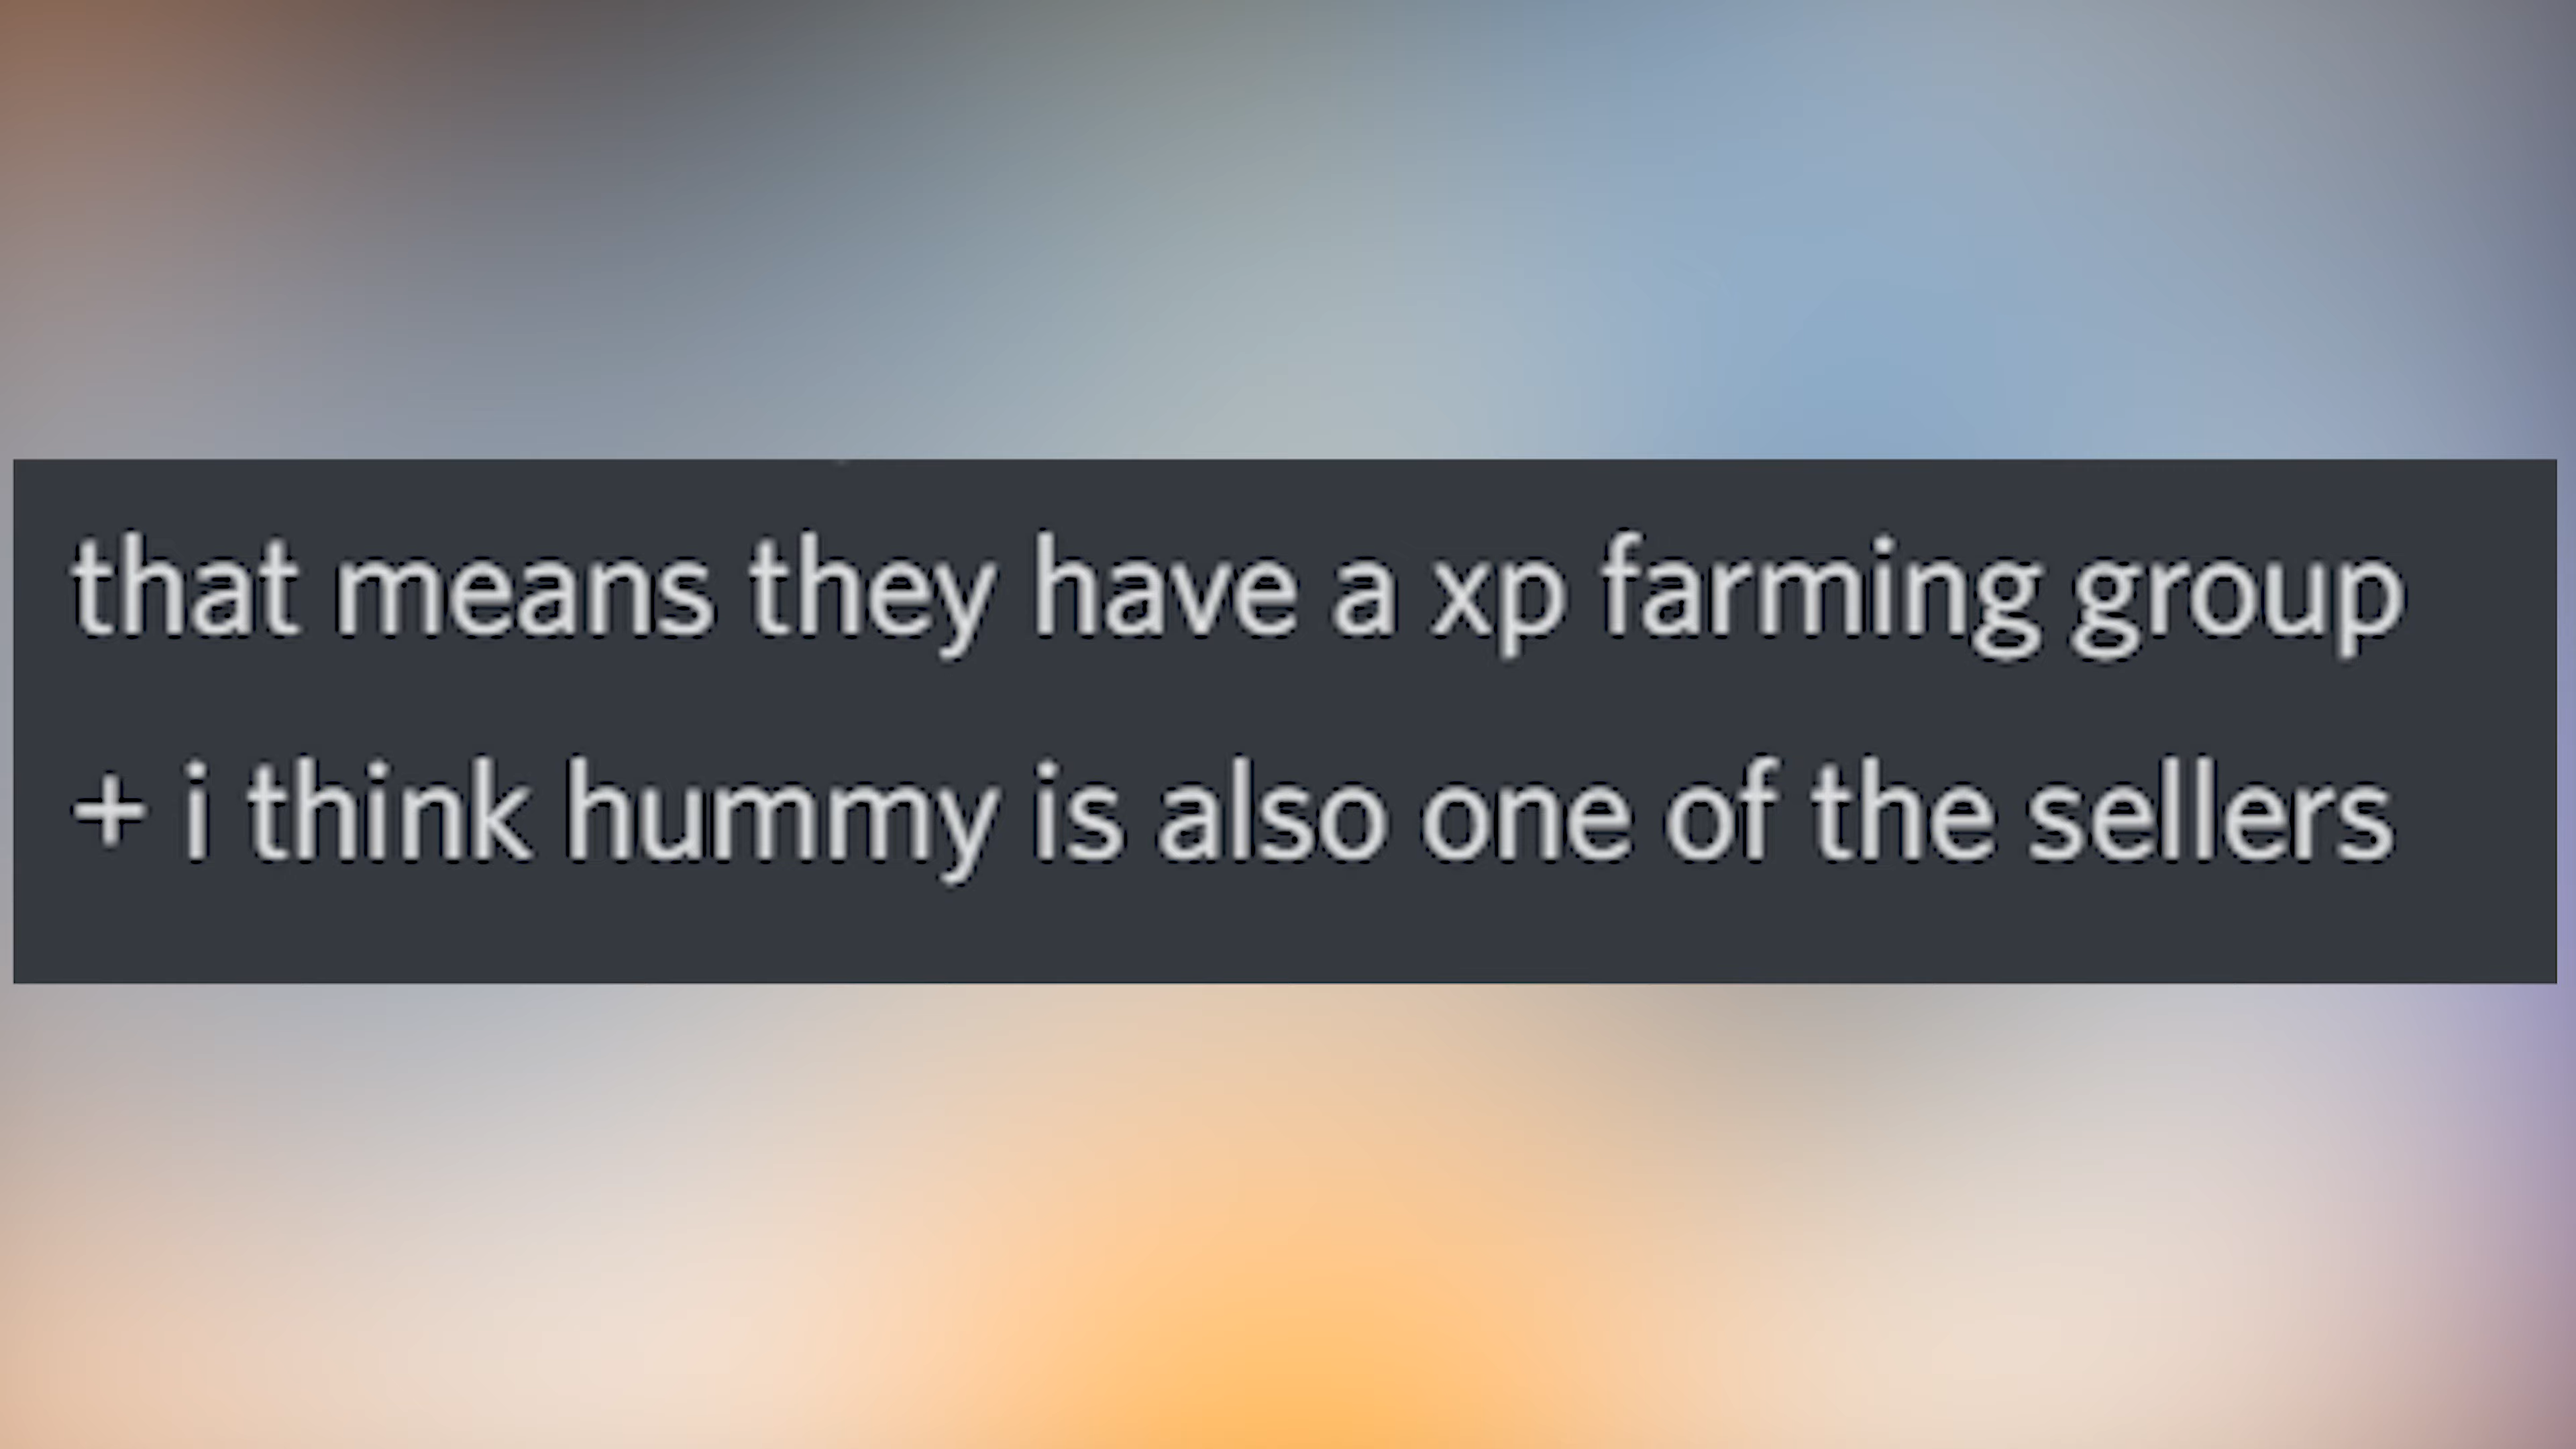 that means they have a xp farming group
+ i think hummy is also one of the sellers